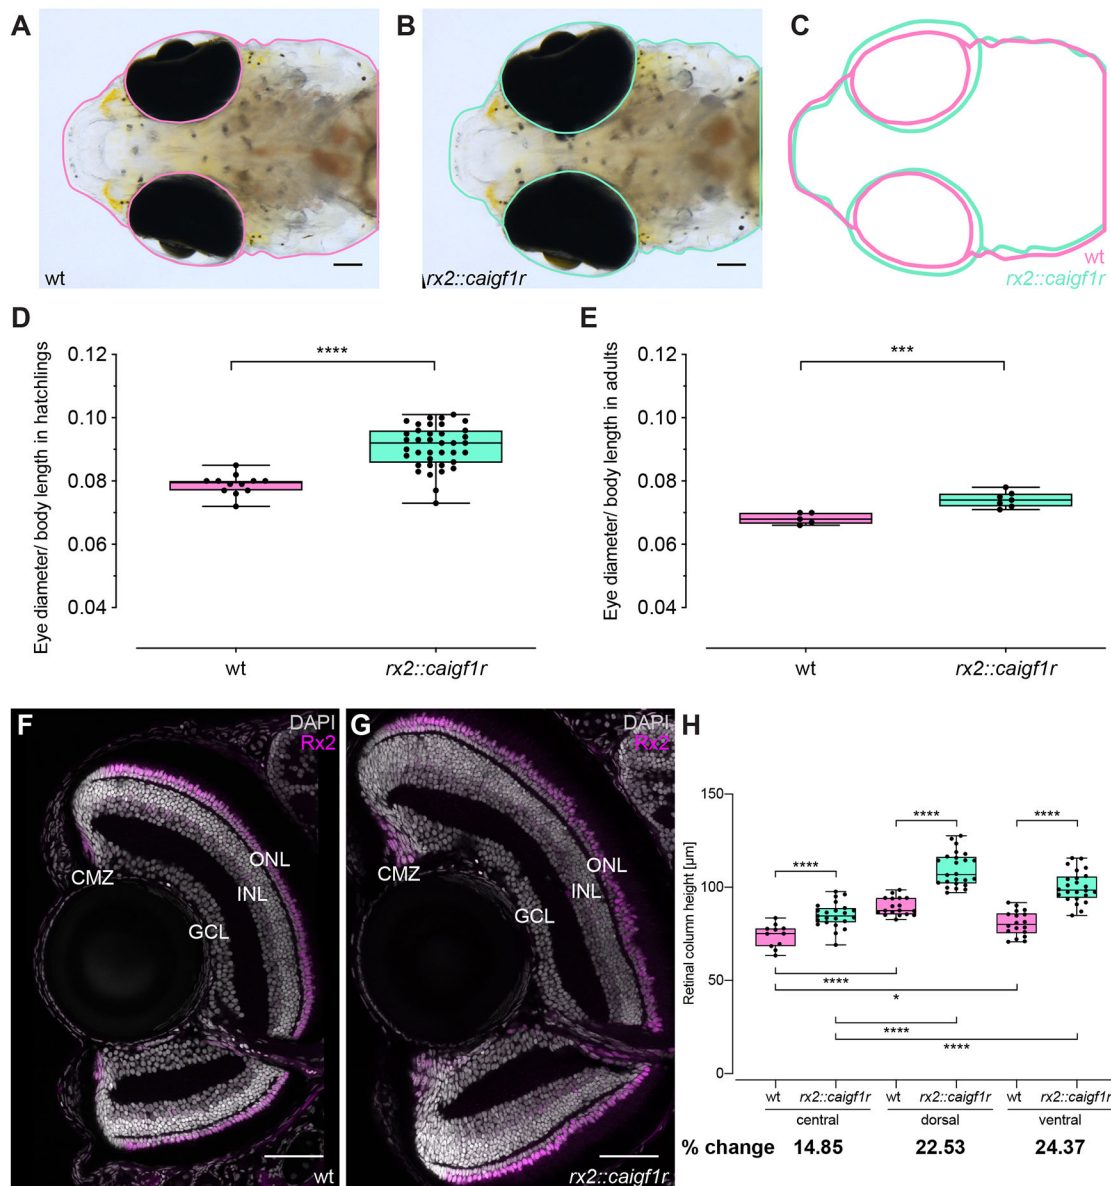 A
wt
B
rx2::caigf1r
C
wt
rx2::caigf1r
D
Eye diameter/ body length in hatchlings
0.12
0.10
0.08
0.06
0.04
****
wt
rx2::caigf1r
E
Eye diameter/ body length in adults
0.12
0.10
0.08
0.06
0.04
***
wt
rx2::caigf1r
F
DAPI
Rx2
ONL
CMZ
INL
GCL
wt
G
DAPI
Rx2
ONL
CMZ
INL
GCL
rx2::caigf1r
H
Retinal column height [µm]
150
100
50
0
****
****
****
****
*
****
****
wt rx2::caigf1r wt rx2::caigf1r wt rx2::caigf1r
central dorsal ventral
% change 14.85 22.53 24.37